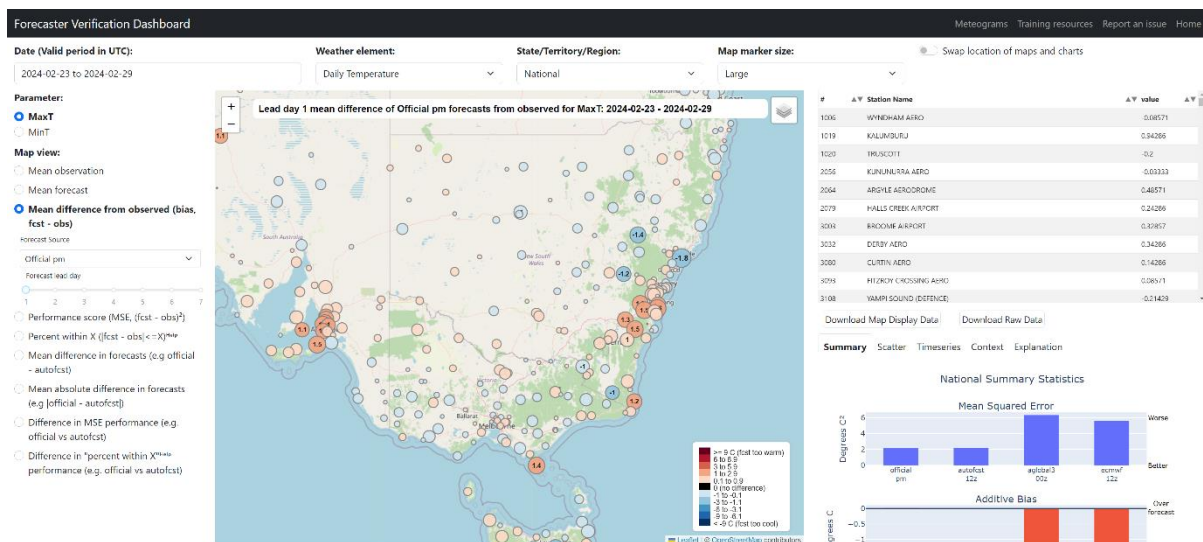 Forecaster Verification Dashboard
Meteograms Training resources Report an issue Home
Date (Valid period in UTC):
2024-02-23 to 2024-02-29
Weather element:
Daily Temperature
State/Territory/Region:
National
Map marker size:
Large
Swap location of maps and charts
Parameter:
MaxT
MinT
Map view:
Mean observation
Mean forecast
Mean difference from observed (bias,
fcst - obs)
Forecast Source
Official pm
Forecast lead day
1 2 3 4 5 6 7
Performance score (MSE, (fcst - obs)²)
Percent within X (|fcst - obs|<=X)ᴴᵉˡᵖ
Mean difference in forecasts (e.g official
- autofcst)
Mean absolute difference in forecasts
(e.g |official - autofcst|)
Difference in MSE performance (e.g.
official vs autofcst)
Difference in "percent within X"ᴴᵉˡᵖ
performance (e.g. official vs autofcst)
+
−
Lead day 1 mean difference of Official pm forecasts from observed for MaxT: 2024-02-23 - 2024-02-29
1.1
South Australia
-1.4
-1.8
New South
Wales
-1.2
1.3
1.5
1
1.1
1.5
-1
-1
1.2
Victoria
Ballarat
Melbourne
1.4
>= 9 C (fcst too warm)
6 to 8.9
3 to 5.9
1 to 2.9
0.1 to 0.9
0 (no difference)
-1 to -0.1
-3 to -1.1
-6 to -3.1
-9 to -6.1
< -9 C (fcst too cool)
Leaflet | © OpenStreetMap contributors
# Station Name value
1006 WYNDHAM AERO -0.08571
1019 KALUMBURU 0.94286
1020 TRUSCOTT -0.2
2056 KUNUNURRA AERO -0.03333
2064 ARGYLE AERODROME 0.48571
2079 HALLS CREEK AIRPORT 0.24286
3003 BROOME AIRPORT 0.32857
3032 DERBY AERO 0.34286
3080 CURTIN AERO 0.14286
3093 FITZROY CROSSING AERO 0.08571
3108 YAMPI SOUND (DEFENCE) -0.21429
Download Map Display Data Download Raw Data
Summary Scatter Timeseries Context Explanation
National Summary Statistics
Mean Squared Error
Degrees C²
6
4
2
0
Worse
Better
official
pm
autofcst
12z
aglobal3
00z
ecmwf
12z
Additive Bias
0
−0.5
−1
Over
forecast